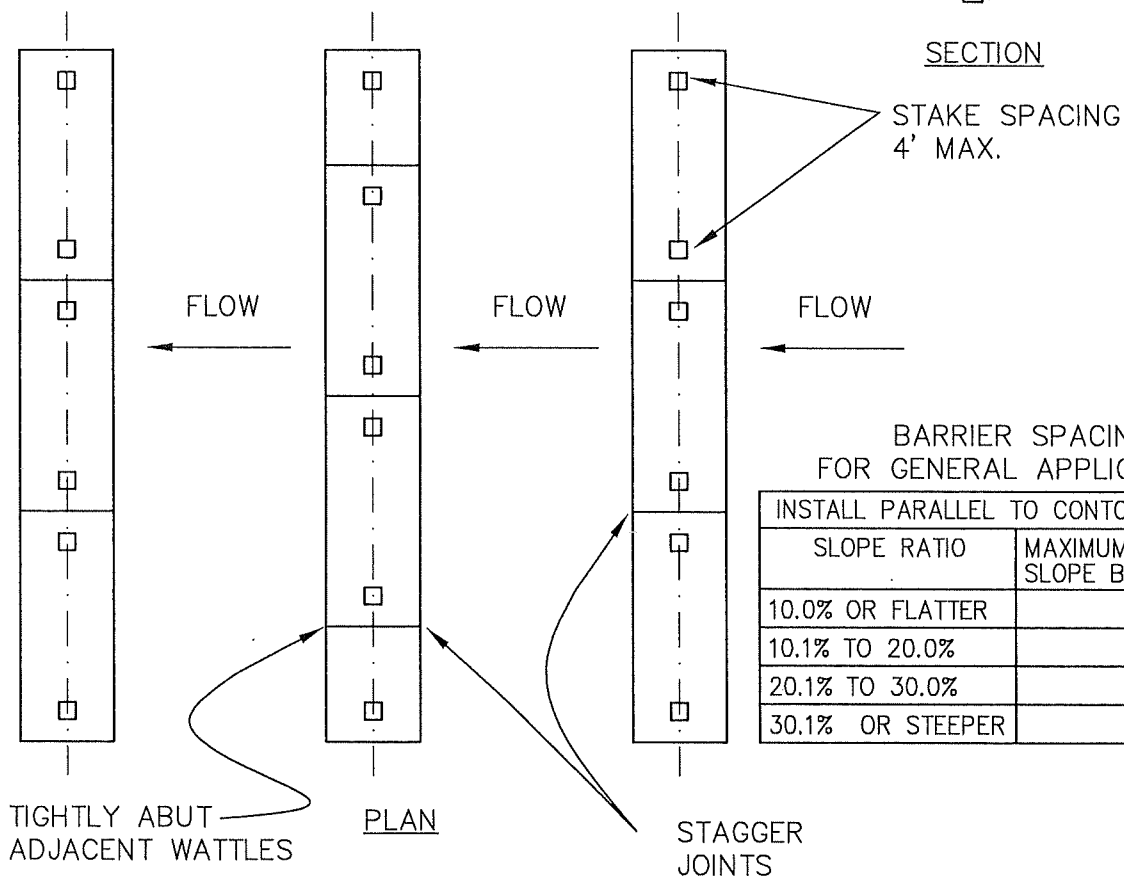 SECTION
STAKE SPACING
4' MAX.
FLOW
FLOW
FLOW
BARRIER SPACIN
FOR GENERAL APPLIC
INSTALL PARALLEL TO CONTO
SLOPE RATIO
MAXIMUM
SLOPE B
10.0% OR FLATTER
10.1% TO 20.0%
20.1% TO 30.0%
30.1% OR STEEPER
TIGHTLY ABUT
ADJACENT WATTLES
PLAN
STAGGER
JOINTS